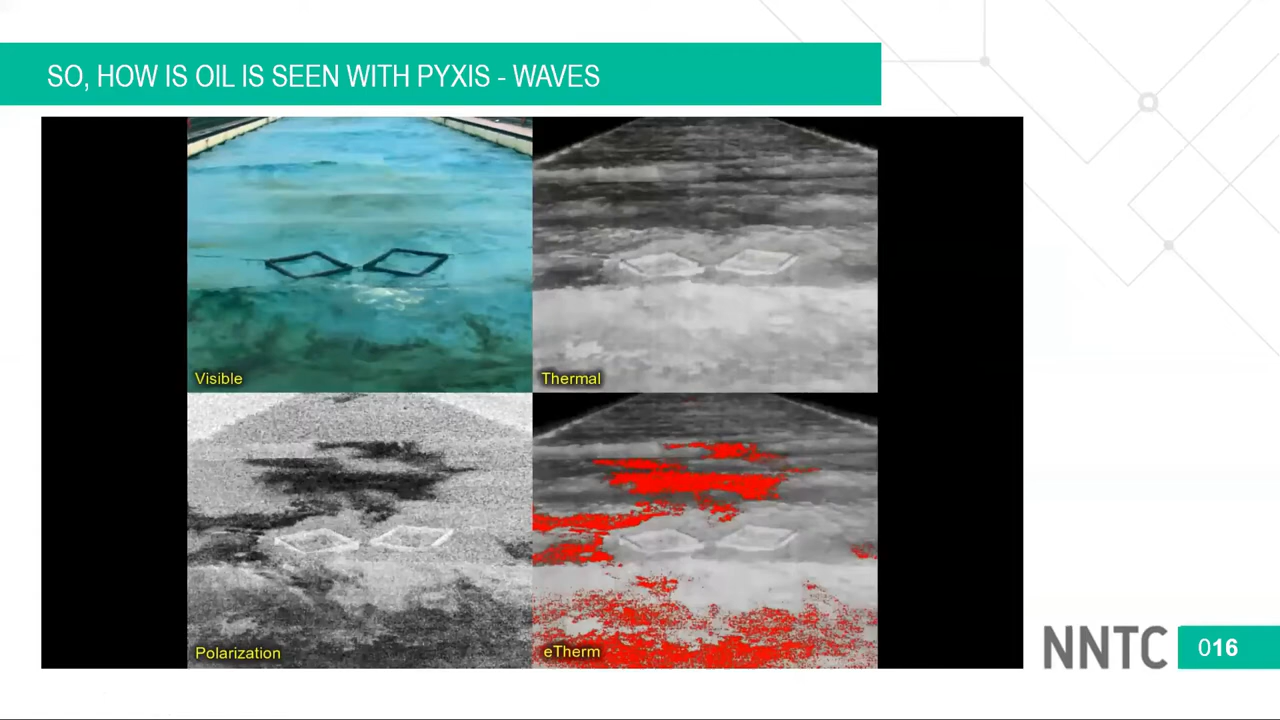 SO, HOW IS OIL IS SEEN WITH PYXIS - WAVES
Visible
Thermal
Polarization
eTherm
NNTC
016